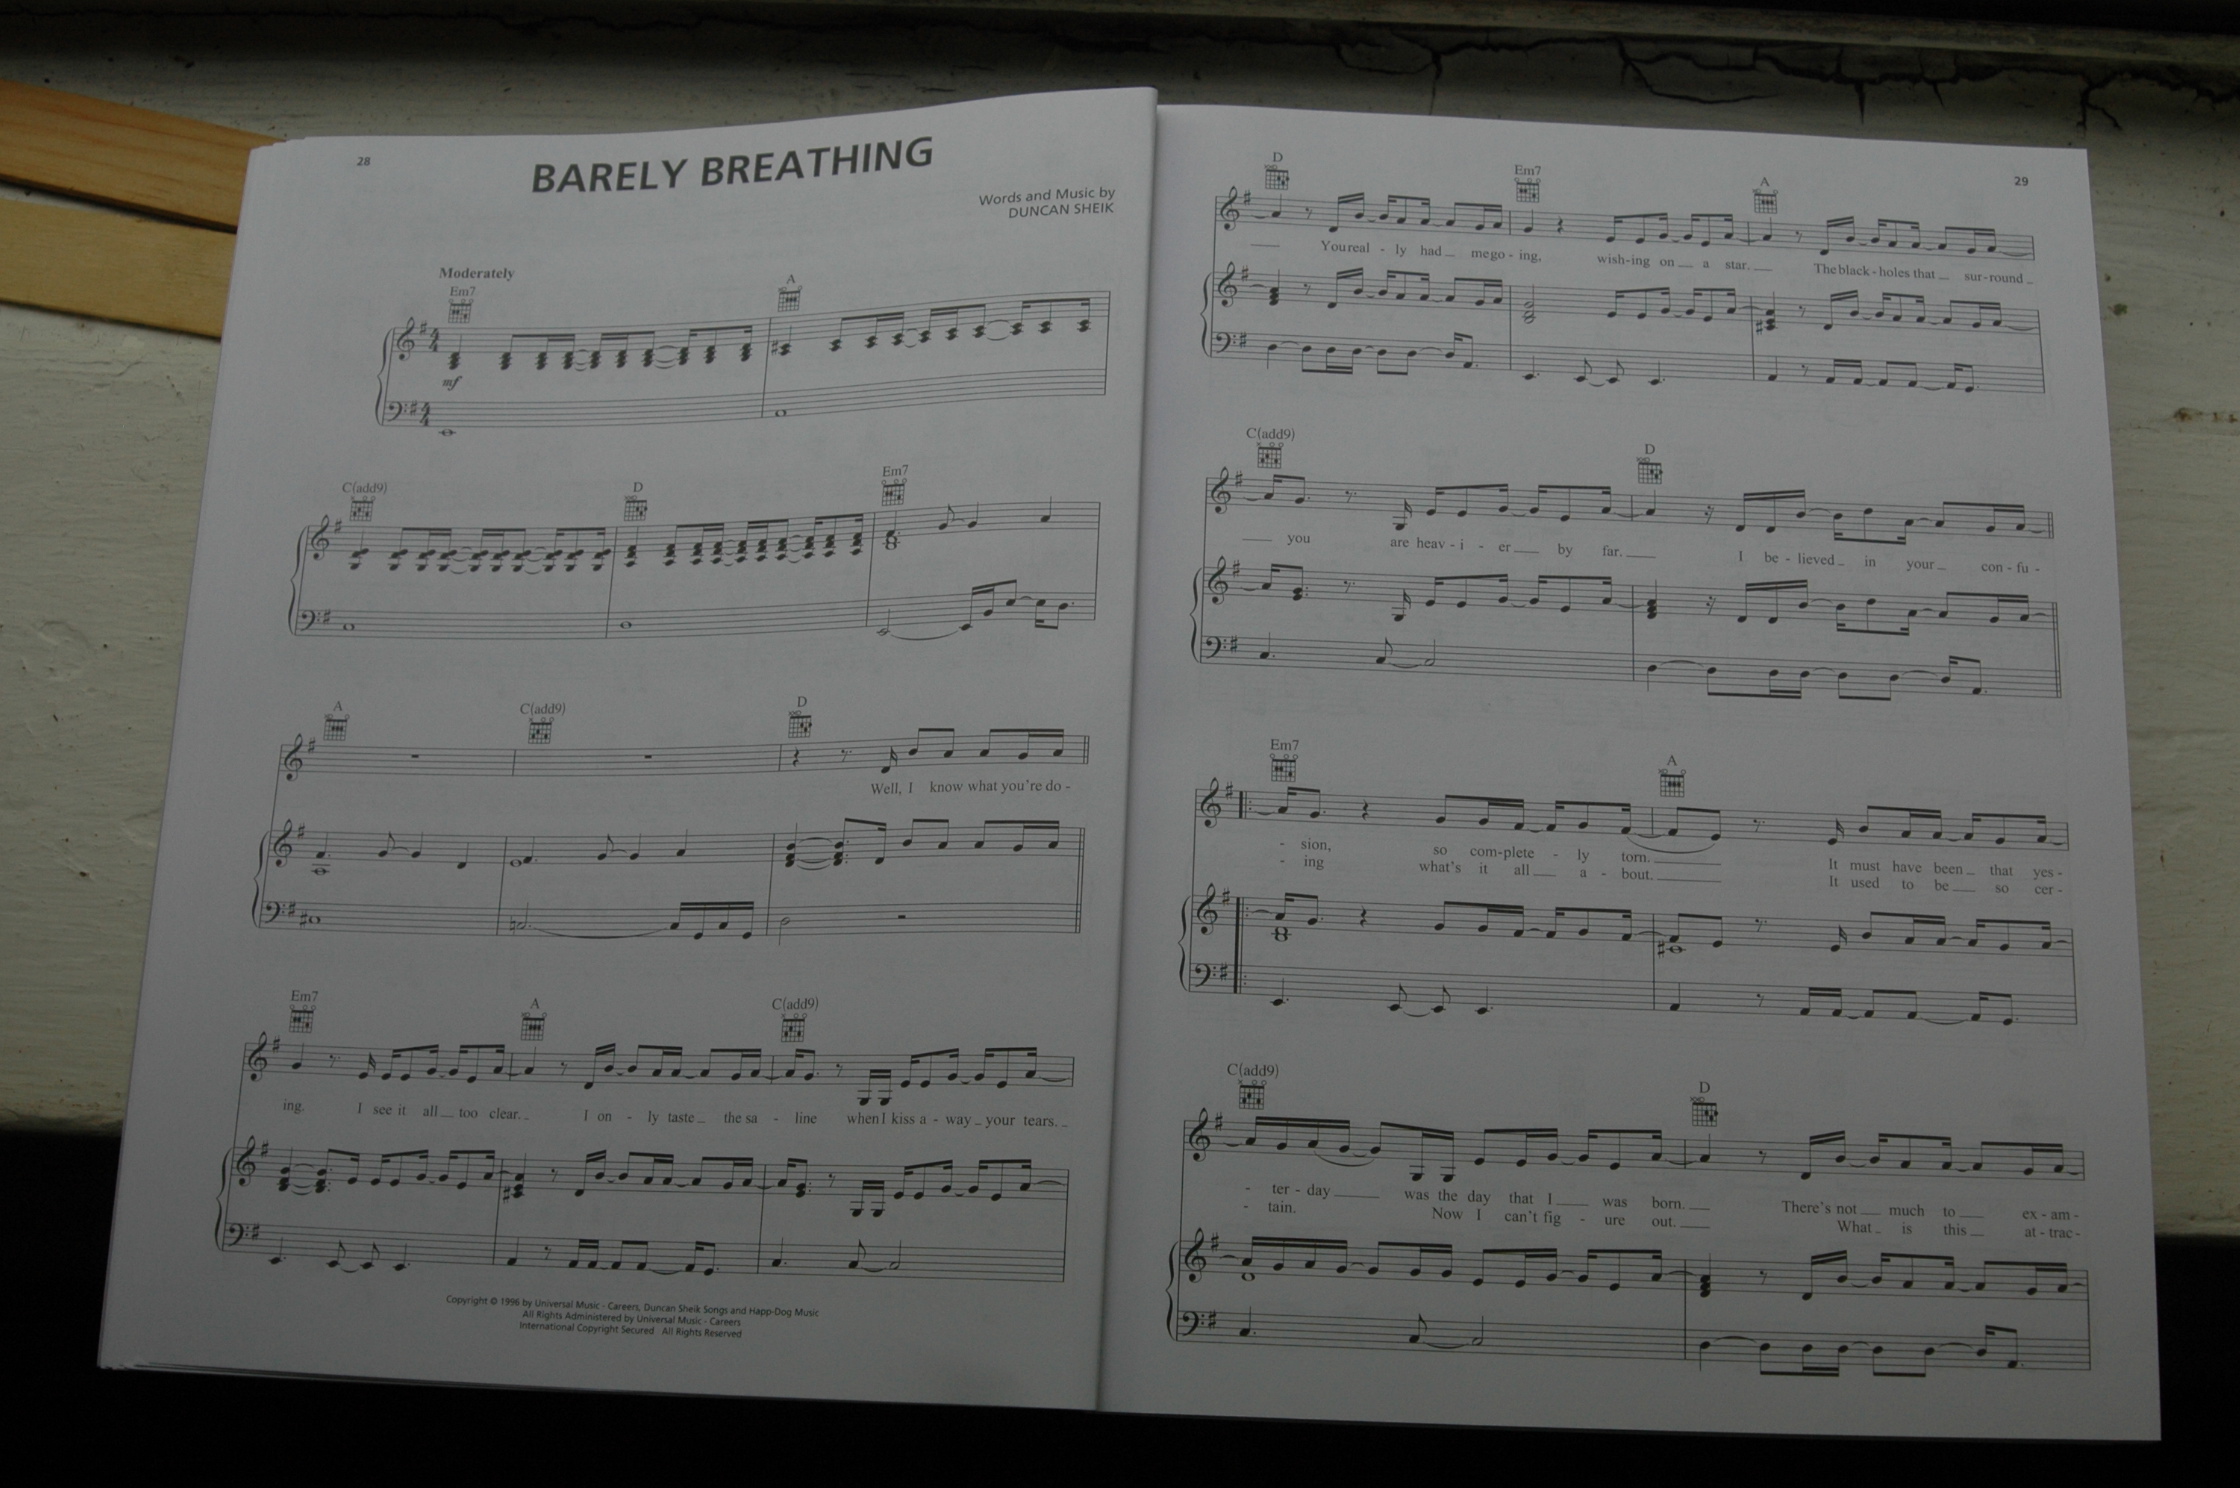 28
BARELY BREATHING
Words and Music by
DUNCAN SHEIK
Moderately
Em7 A
mf
C(add9) D Em7
A C(add9) D
Well, I know what you're do -
Em7 A C(add9)
ing. I see it all too clear. I on - ly taste the sa - line when I kiss a - way your tears.
Copyright © 1996 by Universal Music - Careers, Duncan Sheik Songs and Happ-Dog Music
All Rights Administered by Universal Music - Careers
International Copyright Secured All Rights Reserved
29
D Em7 A
You real - ly had me go - ing, wish-ing on a star. The black - holes that sur-round
C(add9) D
you are heav - i - er by far. I be - lieved in your con - fu -
Em7 A
- sion, so com-plete - ly torn. It must have been that yes -
- ing what's it all a - bout. It used to be so cer -
C(add9) D
- ter - day was the day that I was born. There's not much to ex - am -
- tain. Now I can't fig - ure out. What is this at - trac -